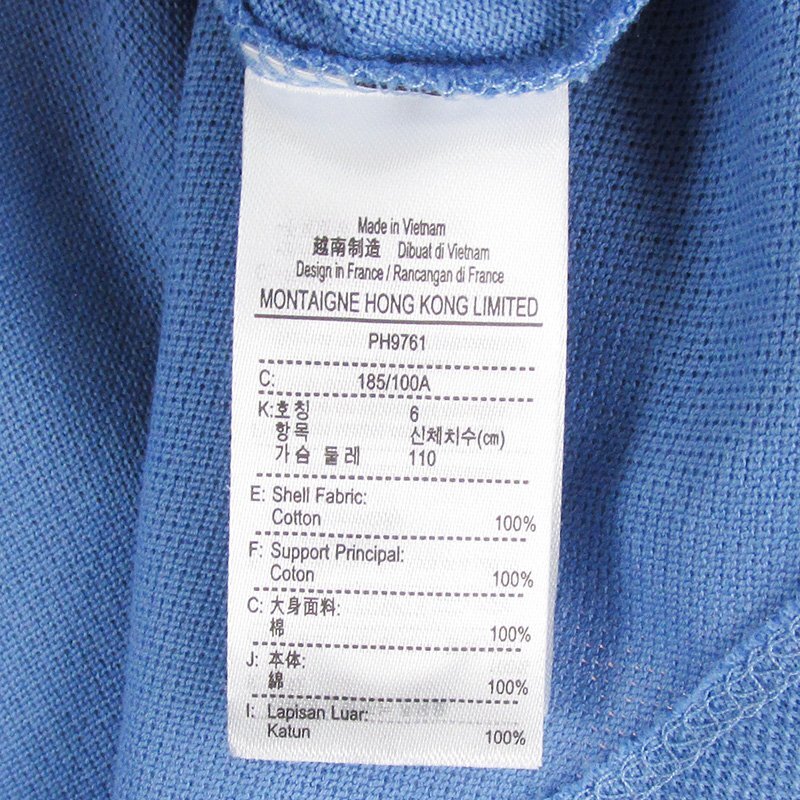 Made in Vietnam
越南制造 Dibuat di Vietnam
Design in France / Rancangan di France
MONTAIGNE HONG KONG LIMITED
PH9761
C: 185/100A
K: 호칭 6
항목 신체치수(㎝)
가슴 둘레 110
E: Shell Fabric:
Cotton 100%
F: Support Principal:
Coton 100%
C: 大身面料:
棉 100%
J: 本体:
綿 100%
I: Lapisan Luar:
Katun 100%